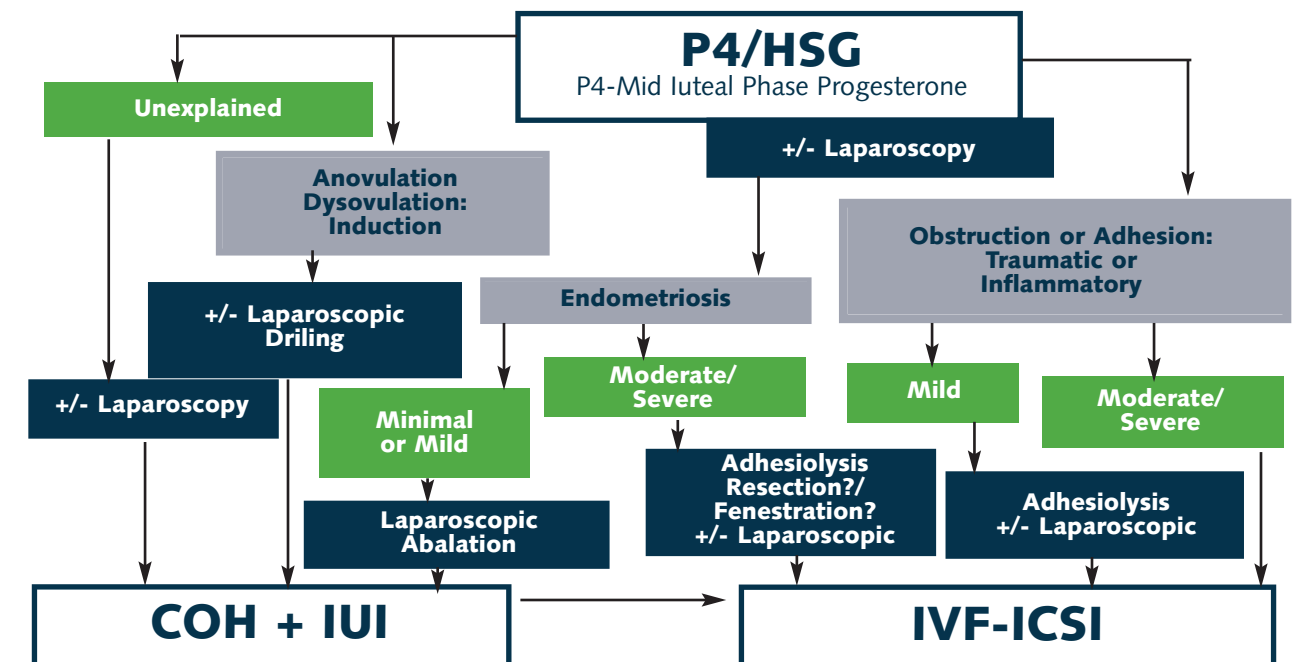 P4/HSG
P4-Mid Iuteal Phase Progesterone
+/- Laparoscopy
Unexplained
Anovulation
Dysovulation:
Induction
Obstruction or Adhesion:
Traumatic or
Inflammatory
Endometriosis
+/- Laparoscopic
Driling
+/- Laparoscopy
Minimal
or Mild
Moderate/
Severe
Mild
Moderate/
Severe
Laparoscopic
Abalation
Adhesiolysis
Resection?/
Fenestration?
+/- Laparoscopic
Adhesiolysis
+/- Laparoscopic
COH + IUI
IVF-ICSI